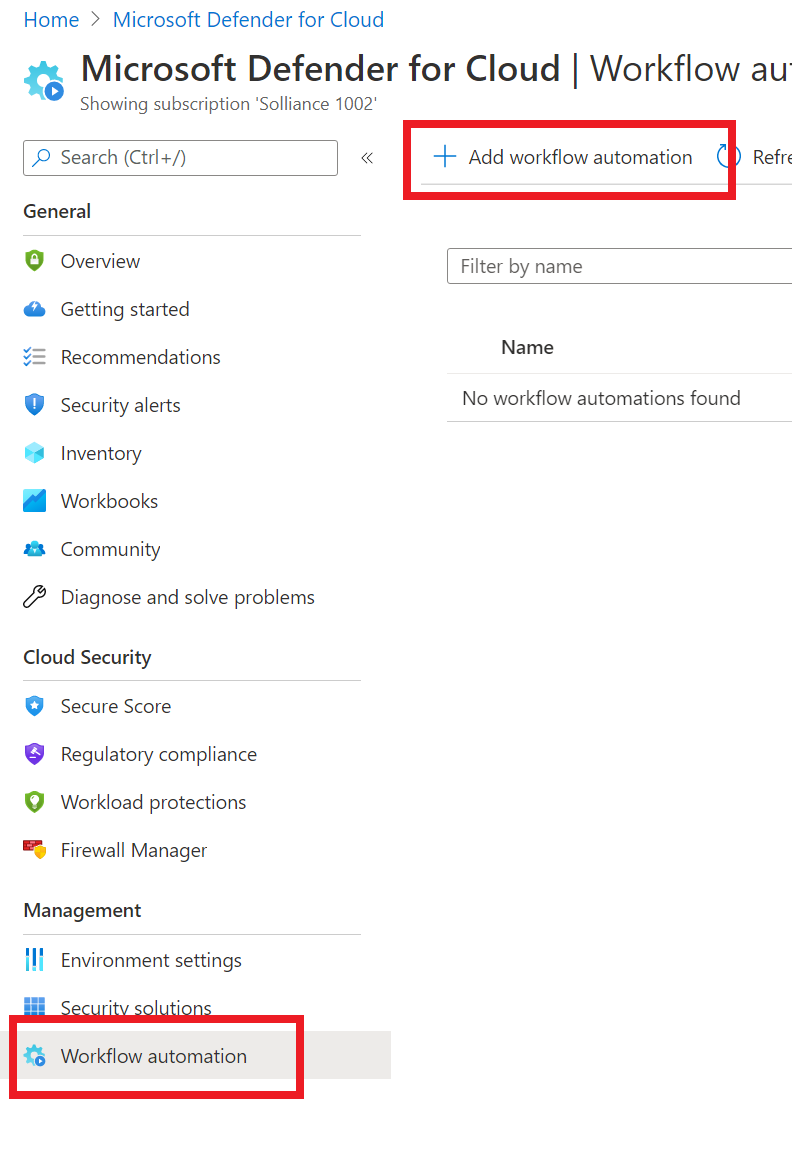 Home > Microsoft Defender for Cloud
Microsoft Defender for Cloud | Workflow au
Showing subscription 'Solliance 1002'
Search (Ctrl+/)
«
+ Add workflow automation
Refre
General
Overview
Getting started
Recommendations
Security alerts
Inventory
Workbooks
Community
Diagnose and solve problems
Cloud Security
Secure Score
Regulatory compliance
Workload protections
Firewall Manager
Management
Environment settings
Security solutions
Workflow automation
Filter by name
Name
No workflow automations found